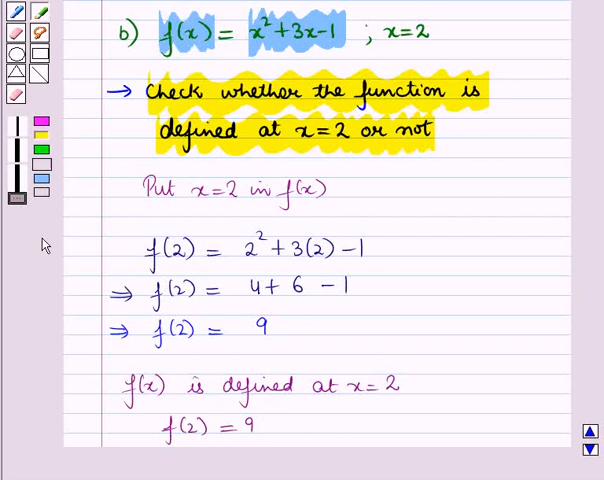 b) f(x) = x²+3x-1 ; x=2
→ Check whether the function is
defined at x=2 or not
Put x=2 in f(x)
f(2) = 2²+3(2)-1
⇒ f(2) = 4+6-1
⇒ f(2) = 9
f(x) is defined at x=2
f(2) = 9